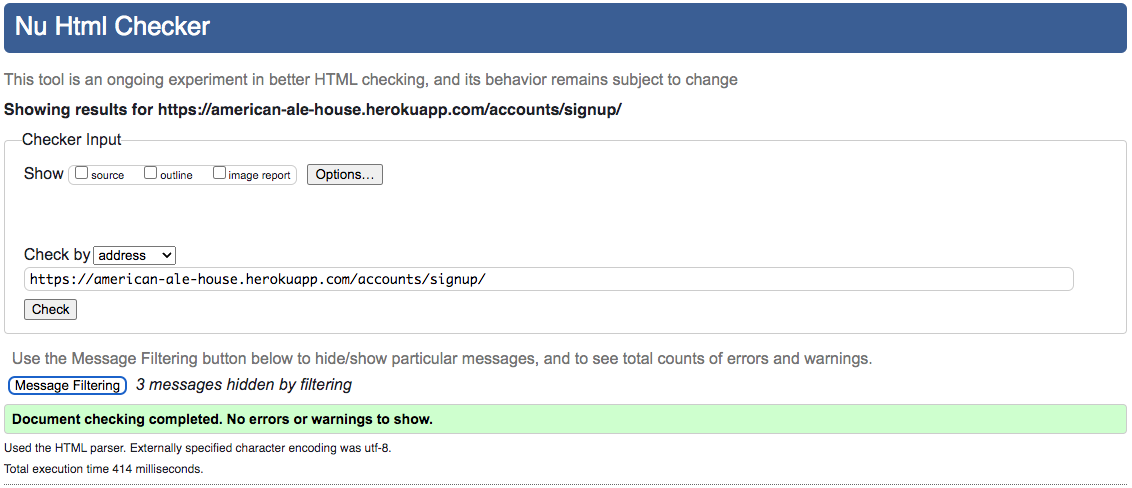 Nu Html Checker
This tool is an ongoing experiment in better HTML checking, and its behavior remains subject to change
Showing results for https://american-ale-house.herokuapp.com/accounts/signup/
Checker Input
Show source outline image report Options...
Check by address
https://american-ale-house.herokuapp.com/accounts/signup/
Check
Use the Message Filtering button below to hide/show particular messages, and to see total counts of errors and warnings.
Message Filtering 3 messages hidden by filtering
Document checking completed. No errors or warnings to show.
Used the HTML parser. Externally specified character encoding was utf-8.
Total execution time 414 milliseconds.